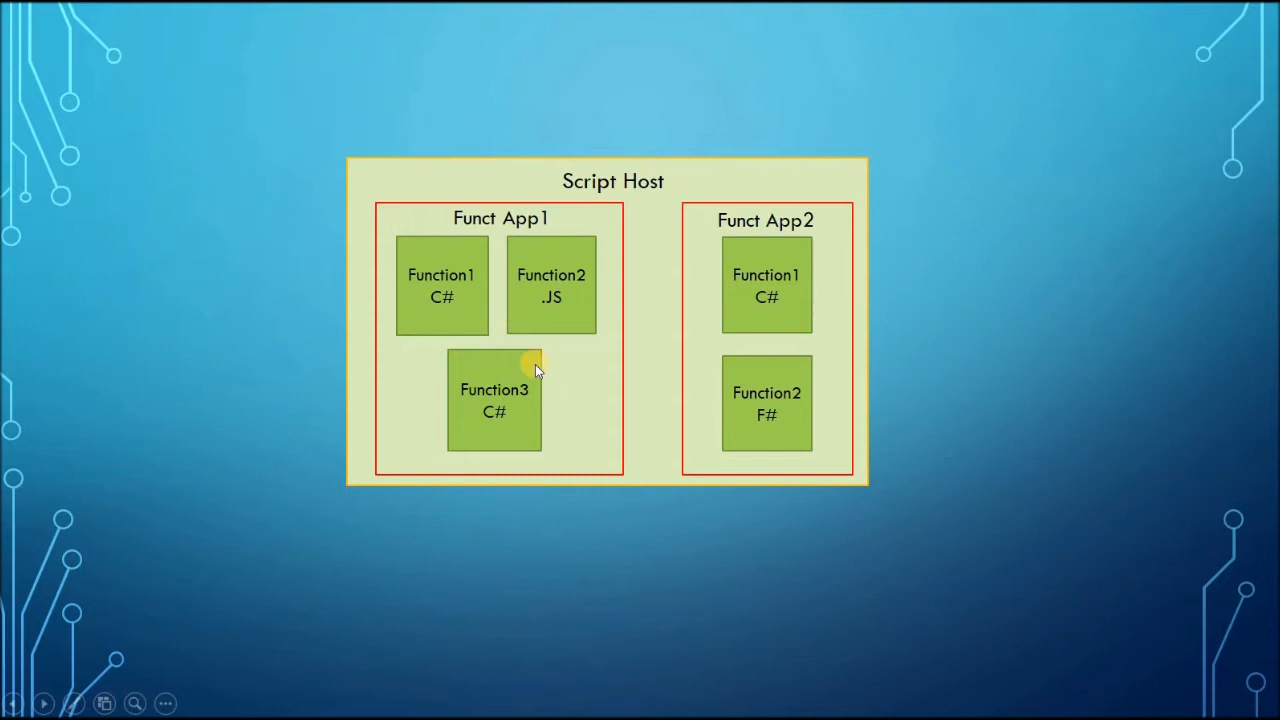 Script Host
Funct App1
Function1
C#
Function2
.JS
Function3
C#
Funct App2
Function1
C#
Function2
F#